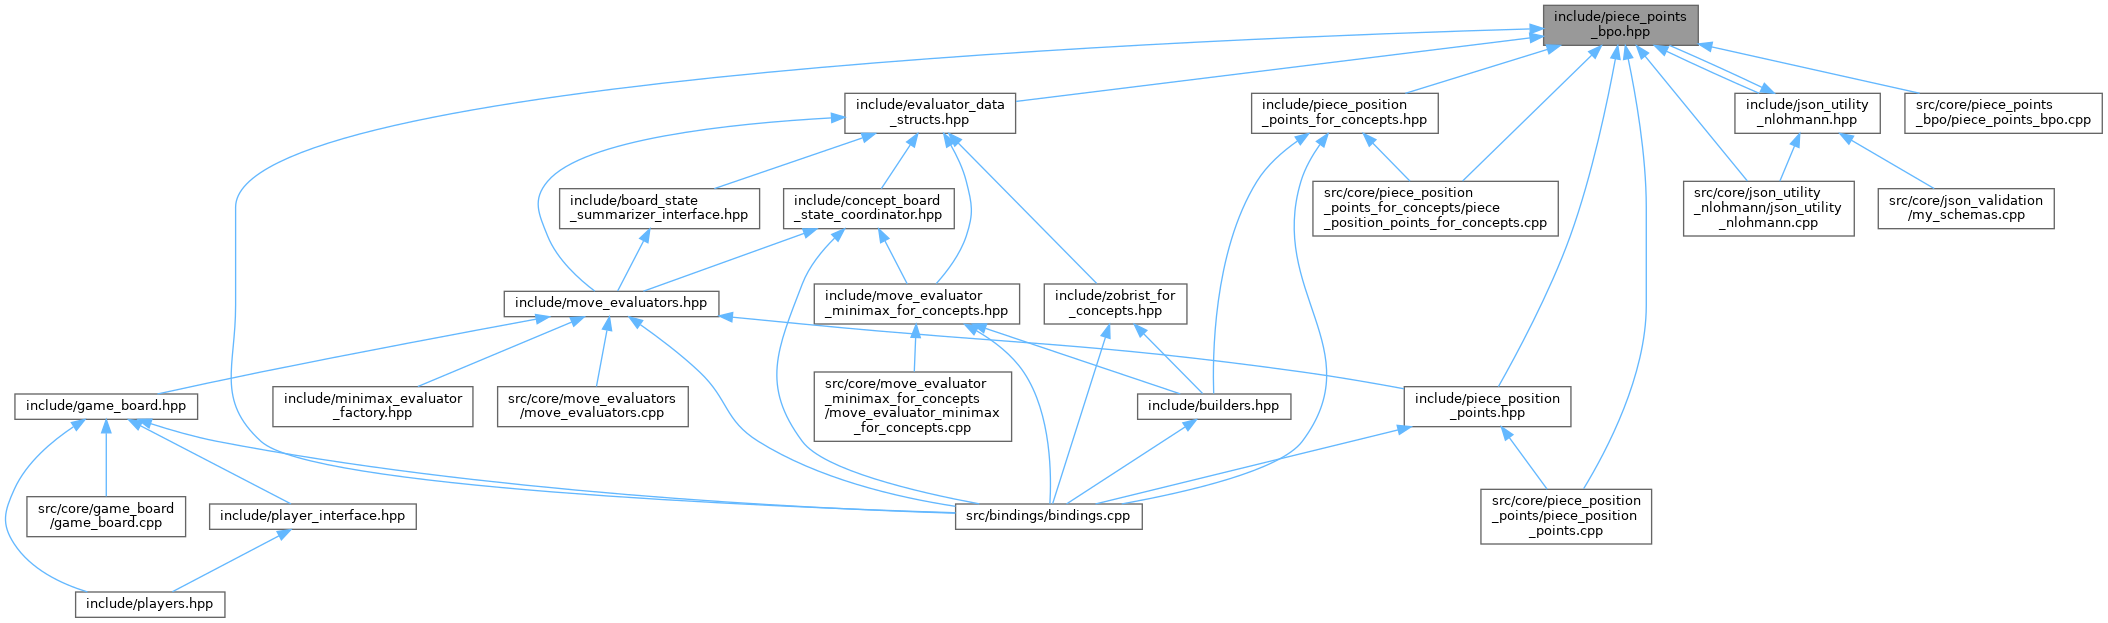 include/piece_points
_bpo.hpp
include/evaluator_data
_structs.hpp
include/piece_position
_points_for_concepts.hpp
include/json_utility
_nlohmann.hpp
src/core/piece_points
_bpo/piece_points_bpo.cpp
include/board_state
_summarizer_interface.hpp
include/concept_board
_state_coordinator.hpp
src/core/piece_position
_points_for_concepts/piece
_position_points_for_concepts.cpp
src/core/json_utility
_nlohmann/json_utility
_nlohmann.cpp
src/core/json_validation
/my_schemas.cpp
include/move_evaluators.hpp
include/move_evaluator
_minimax_for_concepts.hpp
include/zobrist_for
_concepts.hpp
include/game_board.hpp
include/minimax_evaluator
_factory.hpp
src/core/move_evaluators
/move_evaluators.cpp
src/core/move_evaluator
_minimax_for_concepts
/move_evaluator_minimax
_for_concepts.cpp
include/builders.hpp
include/piece_position
_points.hpp
src/core/game_board
/game_board.cpp
include/player_interface.hpp
src/bindings/bindings.cpp
src/core/piece_position
_points/piece_position
_points.cpp
include/players.hpp